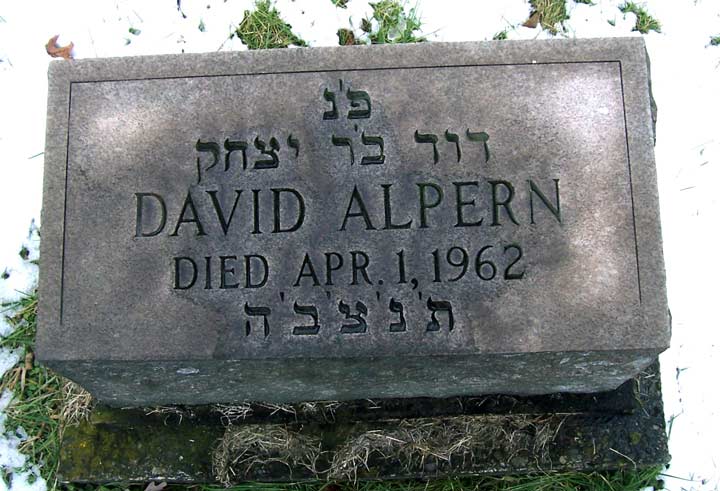 פ'נ'
דוד בר יצחק
DAVID ALPERN
DIED APR. 1, 1962
ת'נ'צ'ב'ה